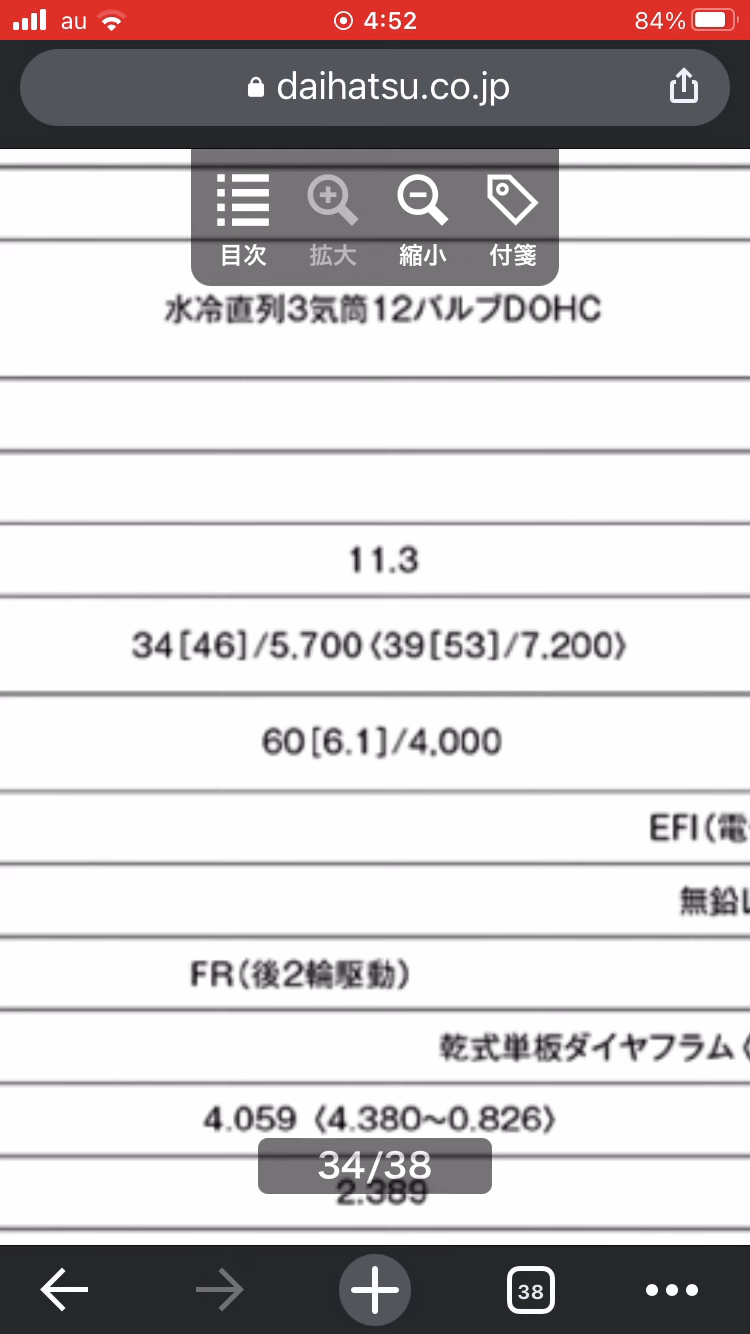 au 4:52 84%
daihatsu.co.jp
目次 拡大 縮小 付箋
水冷直列3気筒12バルブDOHC
11.3
34[46]/5,700〈39[53]/7,200〉
60[6.1]/4,000
EFI(電
無鉛レ
FR(後2輪駆動)
乾式単板ダイヤフラム〈
4.059〈4.380~0.826〉
34/38
2.389
38